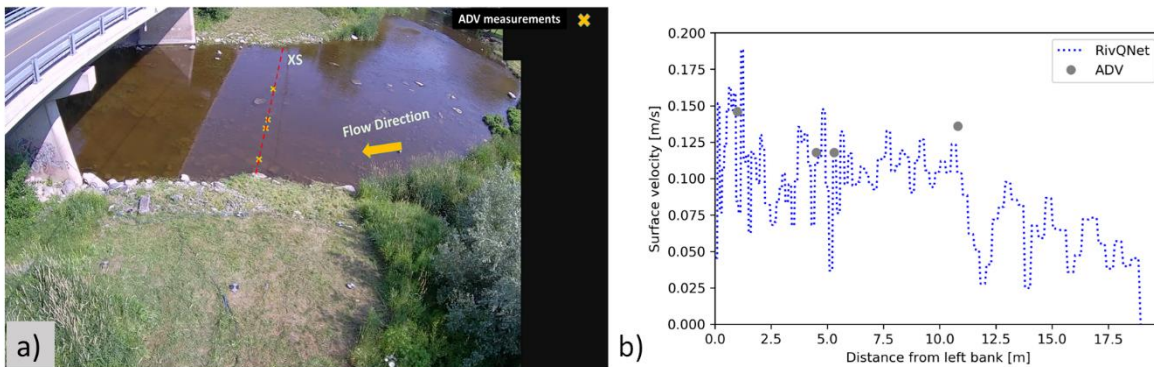 ADV measurements
XS
Flow Direction
a)
0.200
0.175
0.150
0.125
0.100
0.075
0.050
0.025
0.000
Surface velocity [m/s]
RivQNet
ADV
0.0 2.5 5.0 7.5 10.0 12.5 15.0 17.5
Distance from left bank [m]
b)